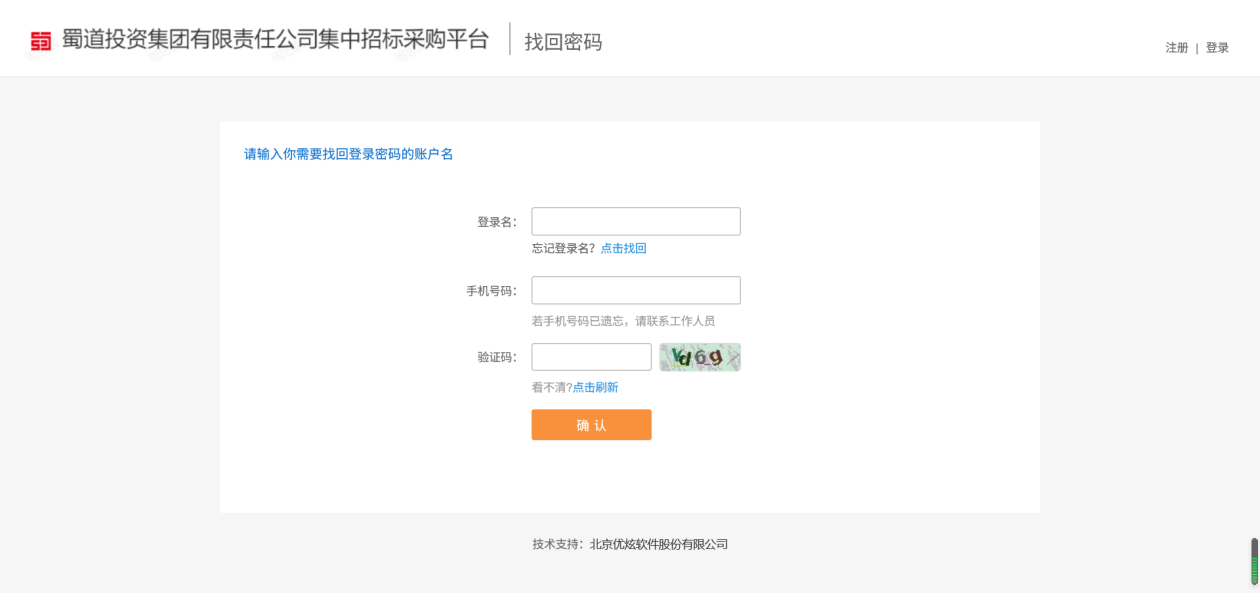 蜀道投资集团有限责任公司集中招标采购平台 找回密码
注册 | 登录
请输入你需要找回登录密码的账户名
登录名：
忘记登录名？点击找回
手机号码：
若手机号码已遗忘，请联系工作人员
验证码： Vd6g
看不清?点击刷新
确 认
技术支持：北京优炫软件股份有限公司